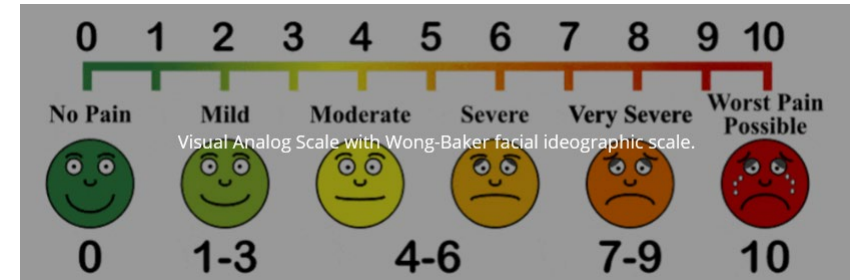 0 1 2 3 4 5 6 7 8 9 10
No Pain Mild Moderate Severe Very Severe Worst Pain Possible
Visual Analog Scale with Wong-Baker facial ideographic scale.
0 1-3 4-6 7-9 10